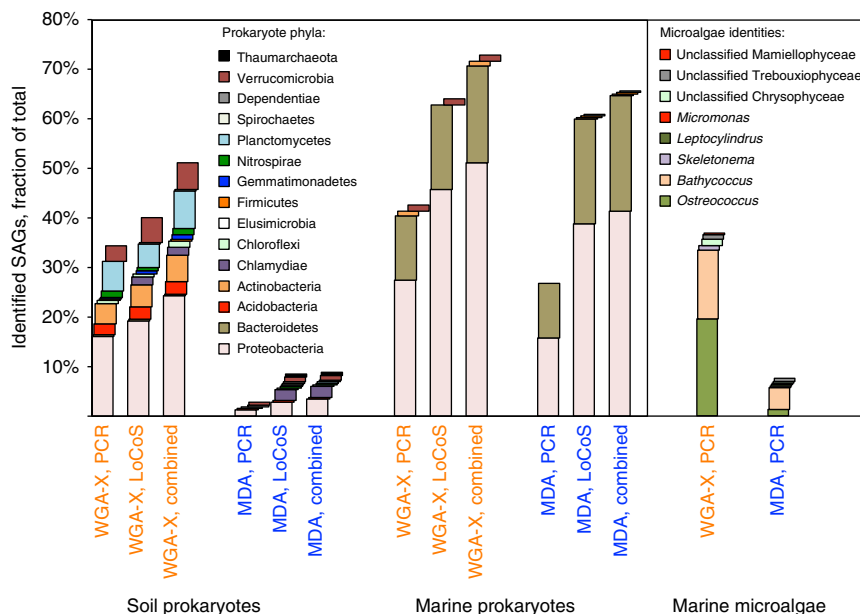 Identified SAGs, fraction of total
80%
70%
60%
50%
40%
30%
20%
10%
Prokaryote phyla:
Thaumarchaeota
Verrucomicrobia
Dependentiae
Spirochaetes
Planctomycetes
Nitrospirae
Gemmatimonadetes
Firmicutes
Elusimicrobia
Chloroflexi
Chlamydiae
Actinobacteria
Acidobacteria
Bacteroidetes
Proteobacteria
Microalgae identities:
Unclassified Mamiellophyceae
Unclassified Trebouxiophyceae
Unclassified Chrysophyceae
Micromonas
Leptocylindrus
Skeletonema
Bathycoccus
Ostreococcus
WGA-X, PCR
WGA-X, LoCoS
WGA-X, combined
MDA, PCR
MDA, LoCoS
MDA, combined
WGA-X, PCR
WGA-X, LoCoS
WGA-X, combined
MDA, PCR
MDA, LoCoS
MDA, combined
WGA-X, PCR
MDA, PCR
Soil prokaryotes
Marine prokaryotes
Marine microalgae